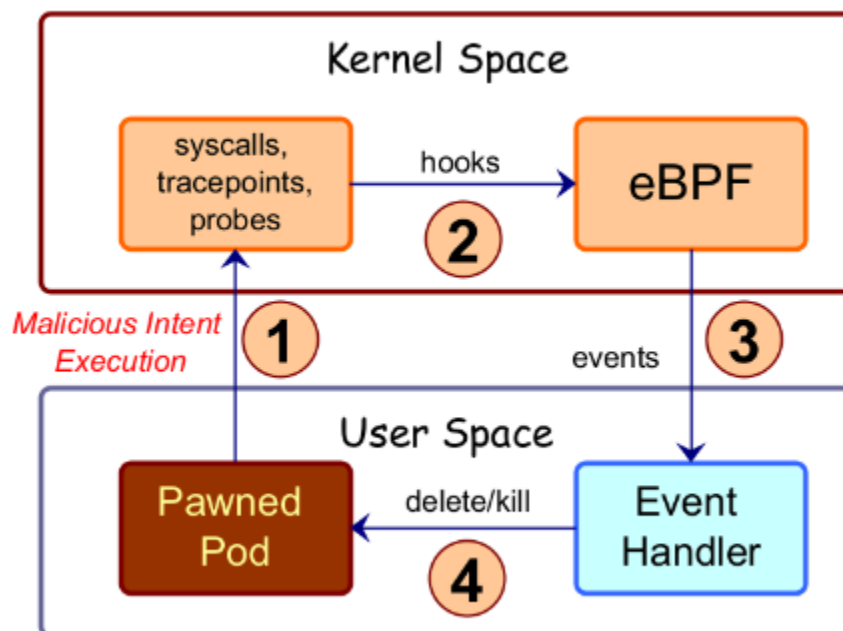 Kernel Space
syscalls,
tracepoints,
probes
hooks
eBPF
2
Malicious Intent
Execution
1
3
events
User Space
Pawned
Pod
delete/kill
Event
Handler
4